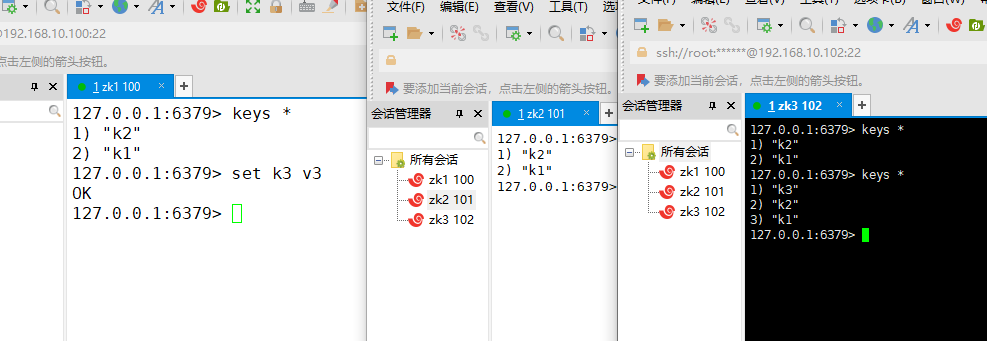 @192.168.10.100:22
点击左侧的箭头按钮。
1 zk1 100
127.0.0.1:6379> keys *
1) "k2"
2) "k1"
127.0.0.1:6379> set k3 v3
OK
127.0.0.1:6379>
文件(F) 编辑(E) 查看(V) 工具(T)
要添加当前会话，点击左侧的箭头按钮。
会话管理器
所有会话
zk1 100
zk2 101
zk3 102
1 zk2 101
127.0.0.1:6379>
1) "k2"
2) "k1"
127.0.0.1:6379>
文件(F) 编辑(E) 查看(V) 工具(T)
ssh://root:******@192.168.10.102:22
要添加当前会话，点击左侧的箭头按钮。
会话管理器
所有会话
zk1 100
zk2 101
zk3 102
1 zk3 102
127.0.0.1:6379> keys *
1) "k2"
2) "k1"
127.0.0.1:6379> keys *
1) "k3"
2) "k2"
3) "k1"
127.0.0.1:6379>